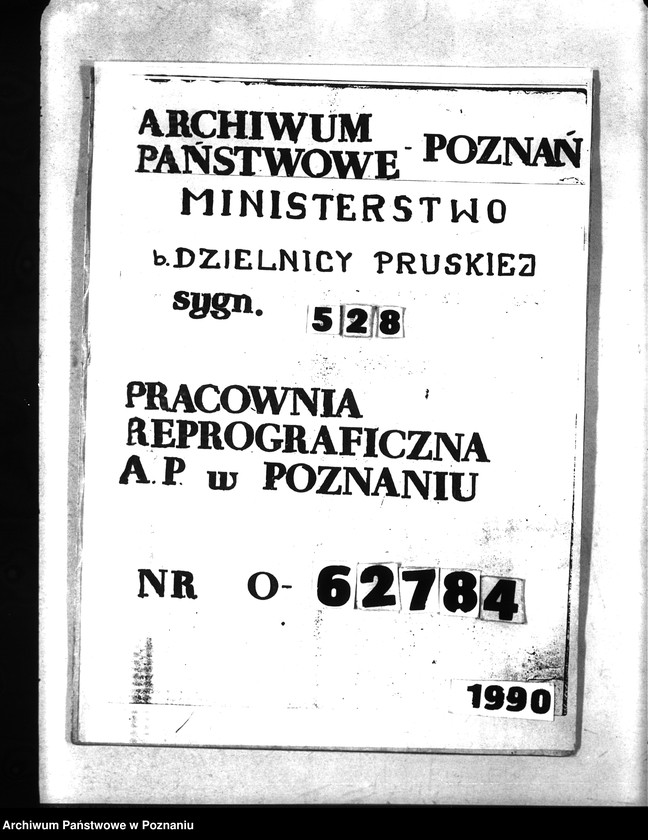 ARCHIWUM
PAŃSTWOWE - POZNAŃ
MINISTERSTWO
b. DZIELNICY PRUSKIEJ
sygn. 528
PRACOWNIA
REPROGRAFICZNA
A.P. w POZNANIU
NR O-62784
1990
Archiwum Państwowe w Poznaniu